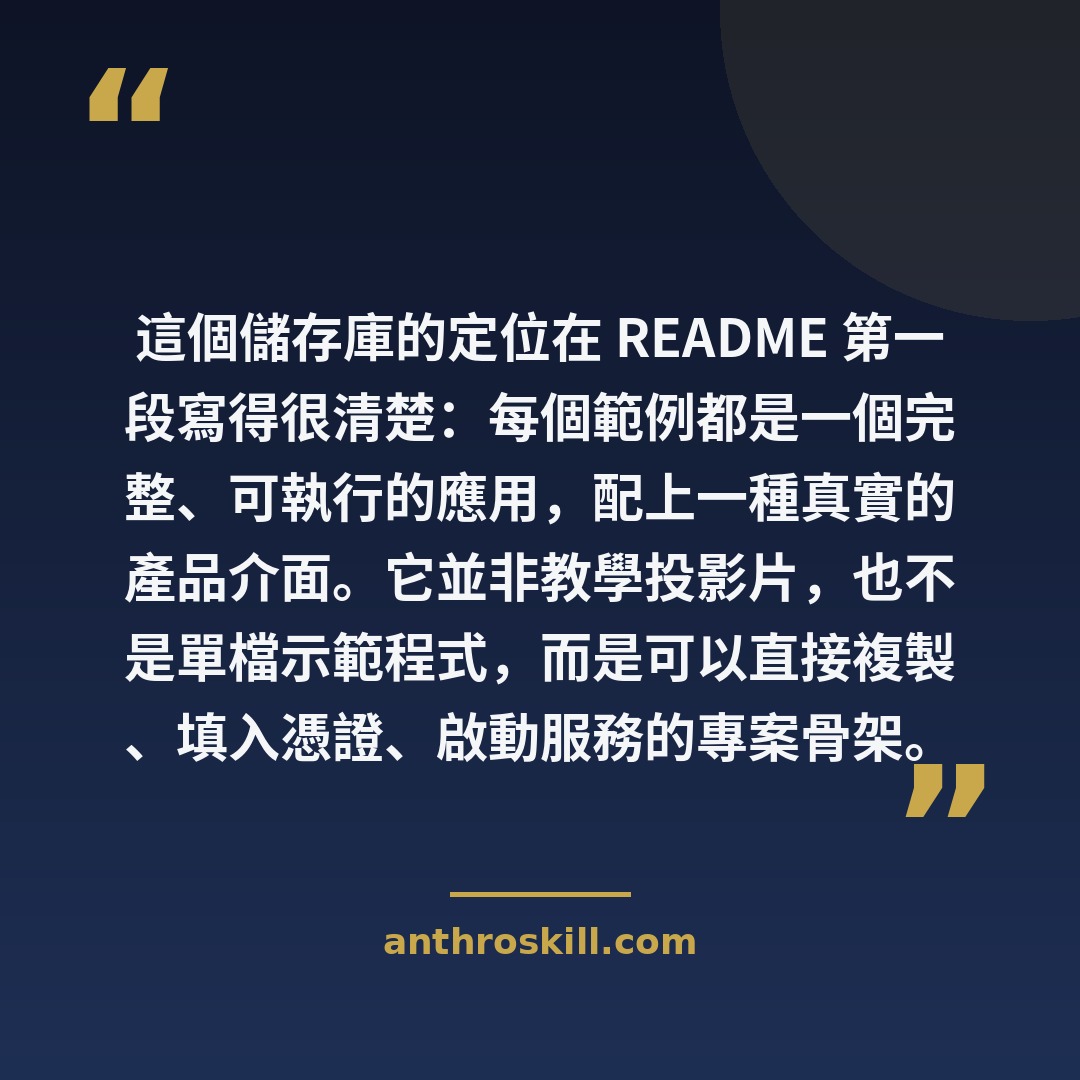 “
這個儲存庫的定位在 README 第一
段寫得很清楚：每個範例都是一個完
整、可執行的應用，配上一種真實的
產品介面。它並非教學投影片，也不
是單檔示範程式，而是可以直接複製
、填入憑證、啟動服務的專案骨架。
”
anthroskill.com